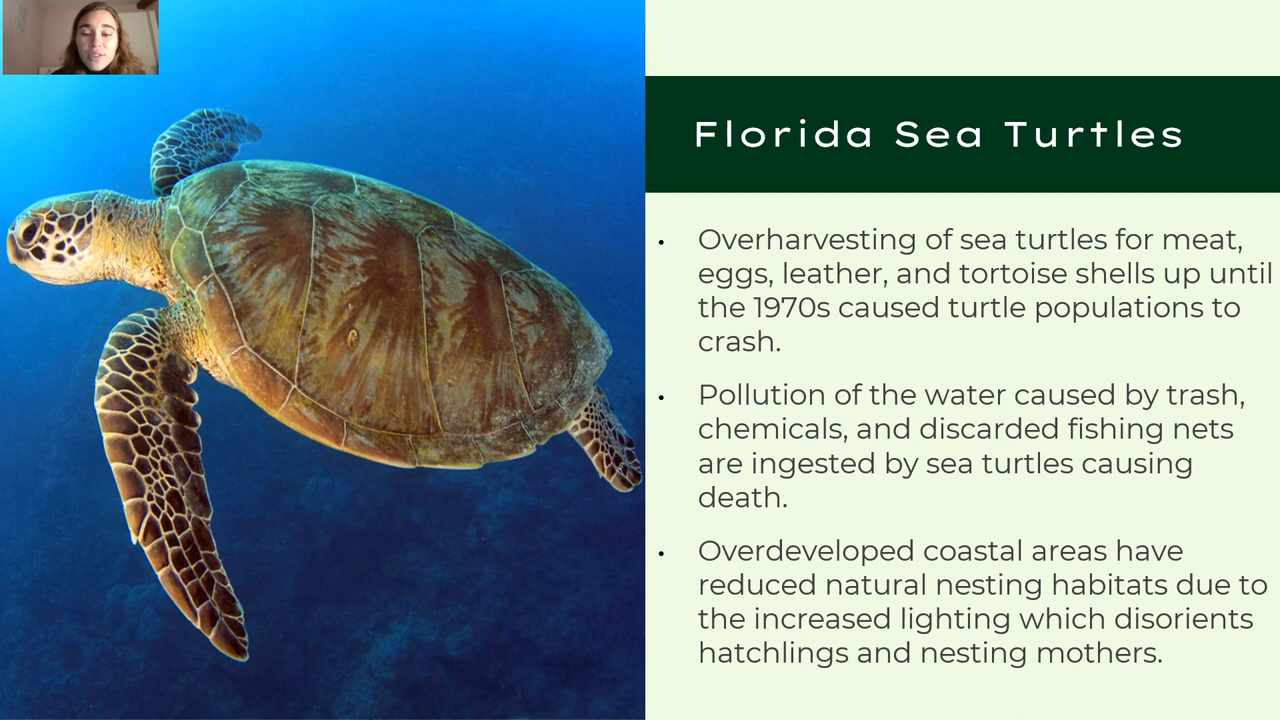 Florida Sea Turtles
• Overharvesting of sea turtles for meat,
eggs, leather, and tortoise shells up until
the 1970s caused turtle populations to
crash.
• Pollution of the water caused by trash,
chemicals, and discarded fishing nets
are ingested by sea turtles causing
death.
• Overdeveloped coastal areas have
reduced natural nesting habitats due to
the increased lighting which disorients
hatchlings and nesting mothers.